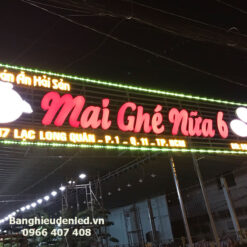 Quán Ăn Hải Sản
Mai Ghé Nữa 6
7 LẠC LONG QUÂN - P.1 - Q.11 - TP.HCM
Banghieudenled.vn
0966 407 408